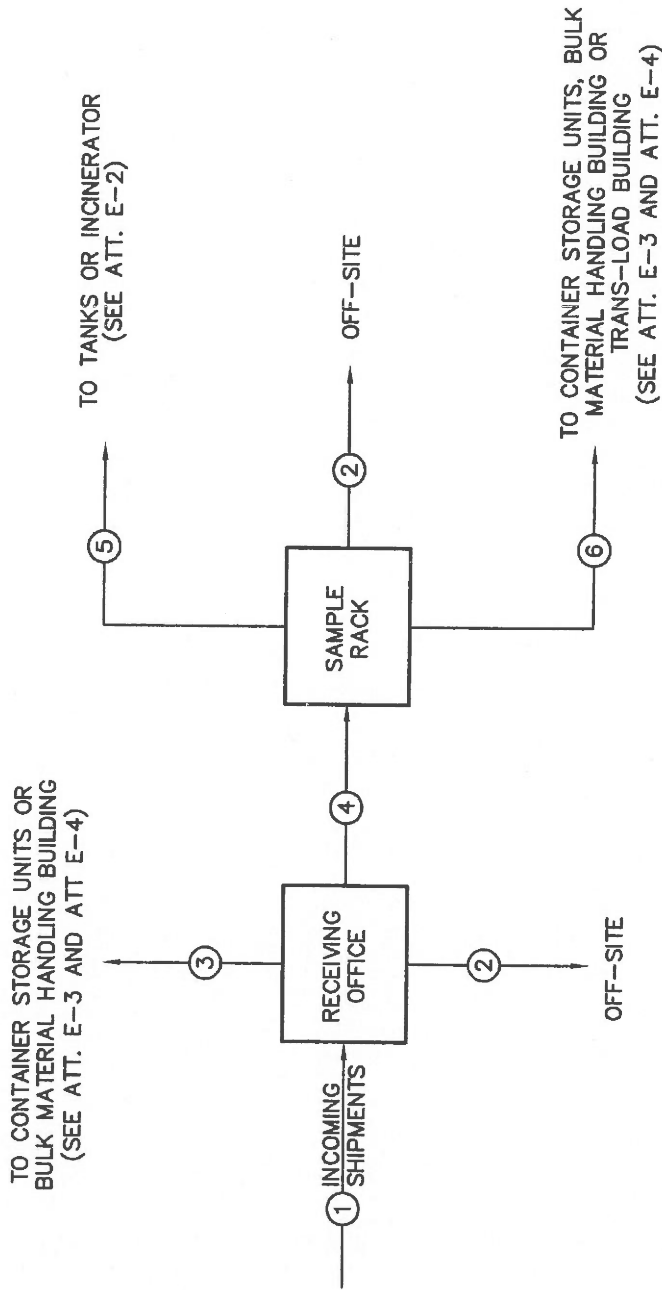 TO CONTAINER STORAGE UNITS OR
BULK MATERIAL HANDLING BUILDING
(SEE ATT. E-3 AND ATT E-4)
3
1
INCOMING
SHIPMENTS
RECEIVING
OFFICE
2
OFF-SITE
4
SAMPLE
RACK
5
TO TANKS OR INCINERATOR
(SEE ATT. E-2)
2
OFF-SITE
6
TO CONTAINER STORAGE UNITS, BULK
MATERIAL HANDLING BUILDING OR
TRANS-LOAD BUILDING
(SEE ATT. E-3 AND ATT. E-4)